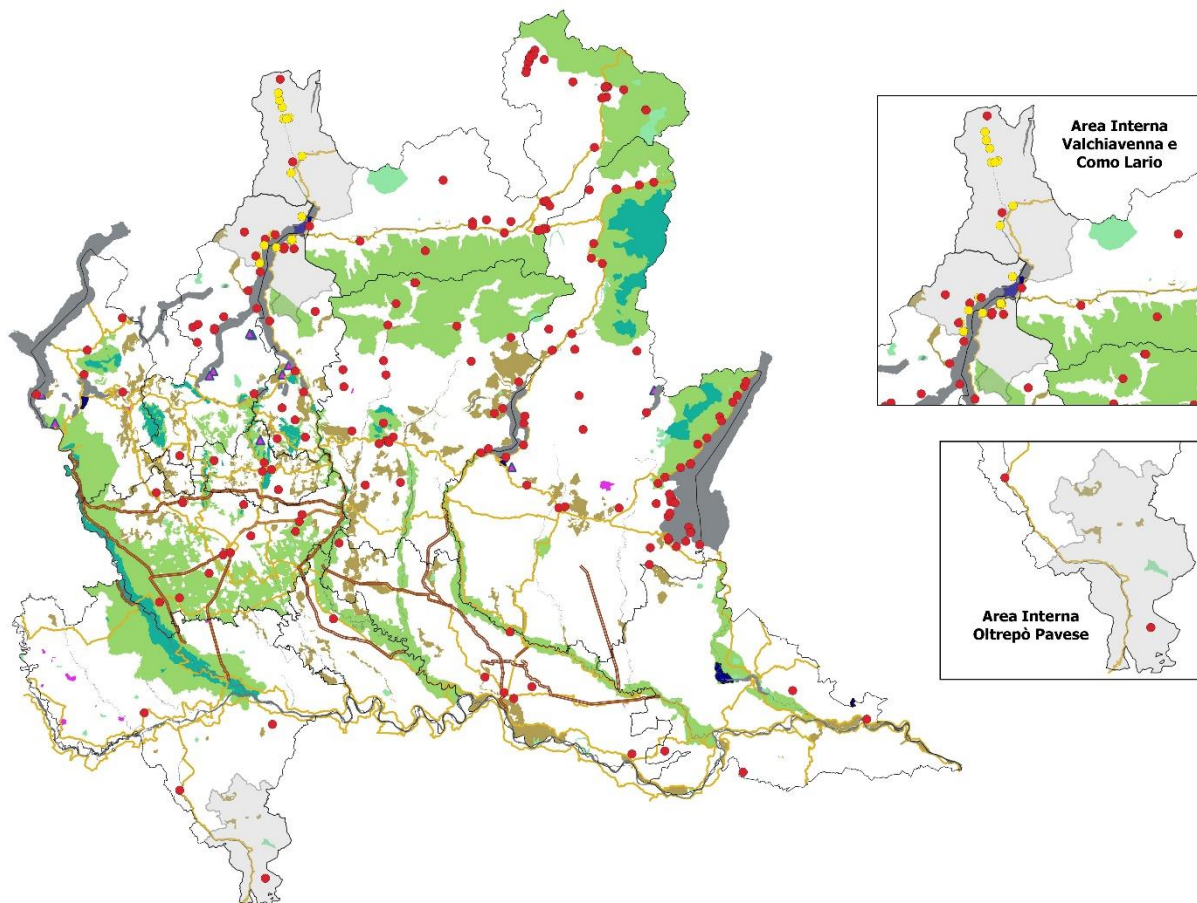 Area Interna
Valchiavenna e
Como Lario
Area Interna
Oltrepò Pavese